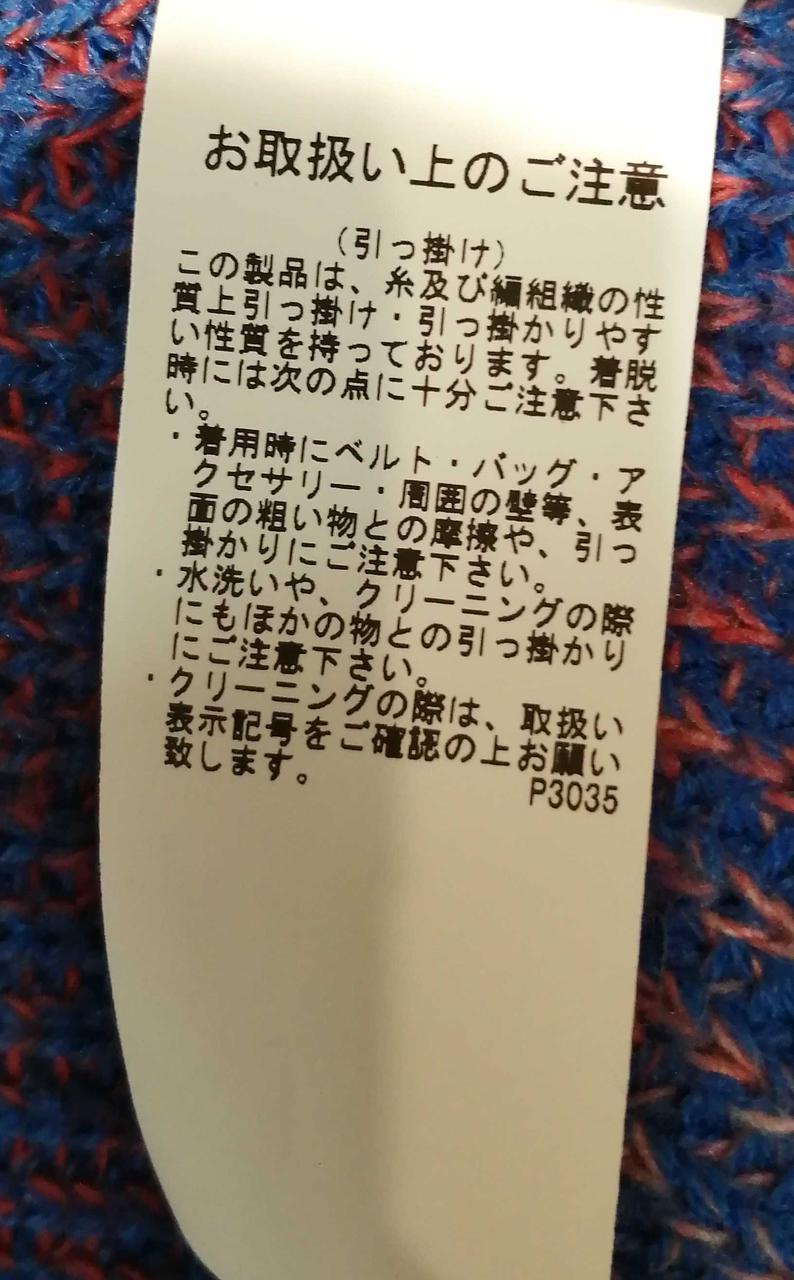 お取扱い上のご注意
（引っ掛け）
この製品は、糸及び編組織の性
質上引っ掛け・引っ掛かりやす
い性質を持っております。着脱
時には次の点に十分ご注意下さ
い。
・着用時にベルト・バッグ・ア
クセサリー・周囲の壁等、表
面の粗い物との摩擦や、引っ
掛かりにご注意下さい。
・水洗いや、クリーニングの際
にもほかの物との引っ掛かり
にご注意下さい。
・クリーニングの際は、取扱い
表示記号をご確認の上お願い
致します。
P3035